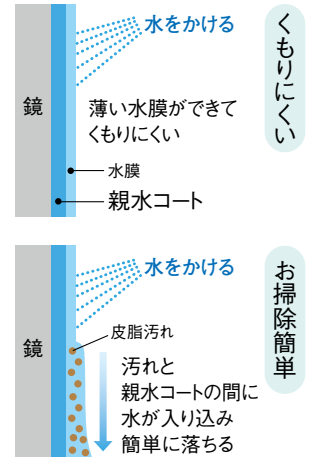 くもりにくい
水をかける
鏡
薄い水膜ができて
くもりにくい
水膜
親水コート
お掃除簡単
水をかける
鏡
皮脂汚れ
汚れと
親水コートの間に
水が入り込み
簡単に落ちる